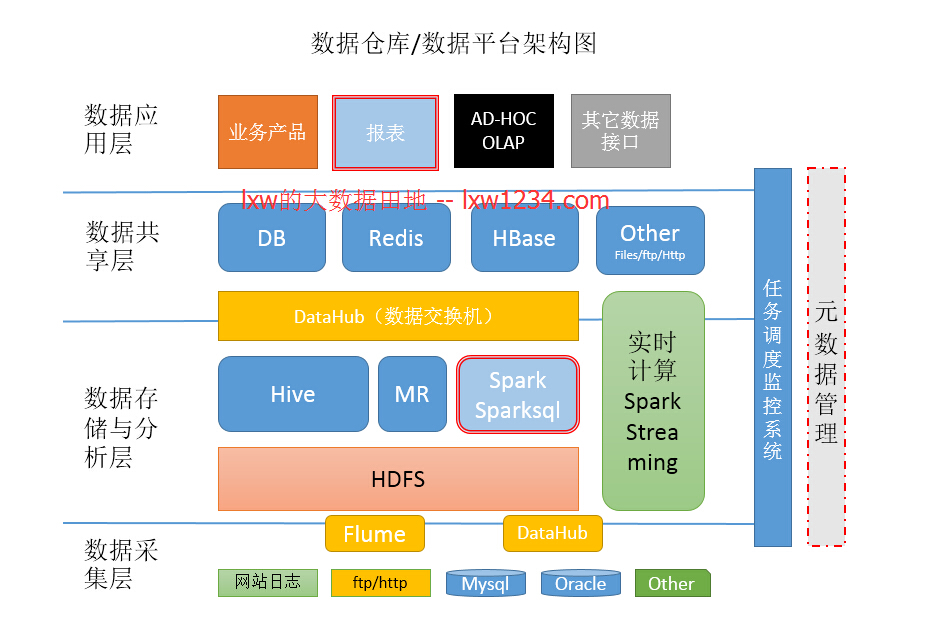 数据仓库/数据平台架构图
数据应
用层
业务产品
报表
AD-HOC
OLAP
其它数据
接口
lxw的大数据田地 -- lxw1234.com
数据共
享层
DB
Redis
HBase
Other
Files/ftp/Http
DataHub（数据交换机）
实时
计算
Spark
Strea
ming
数据存
储与分
析层
Hive
MR
Spark
Sparksql
HDFS
任
务
调
度
监
控
系
统
元
数
据
管
理
数据采
集层
Flume
DataHub
网站日志
ftp/http
Mysql
Oracle
Other